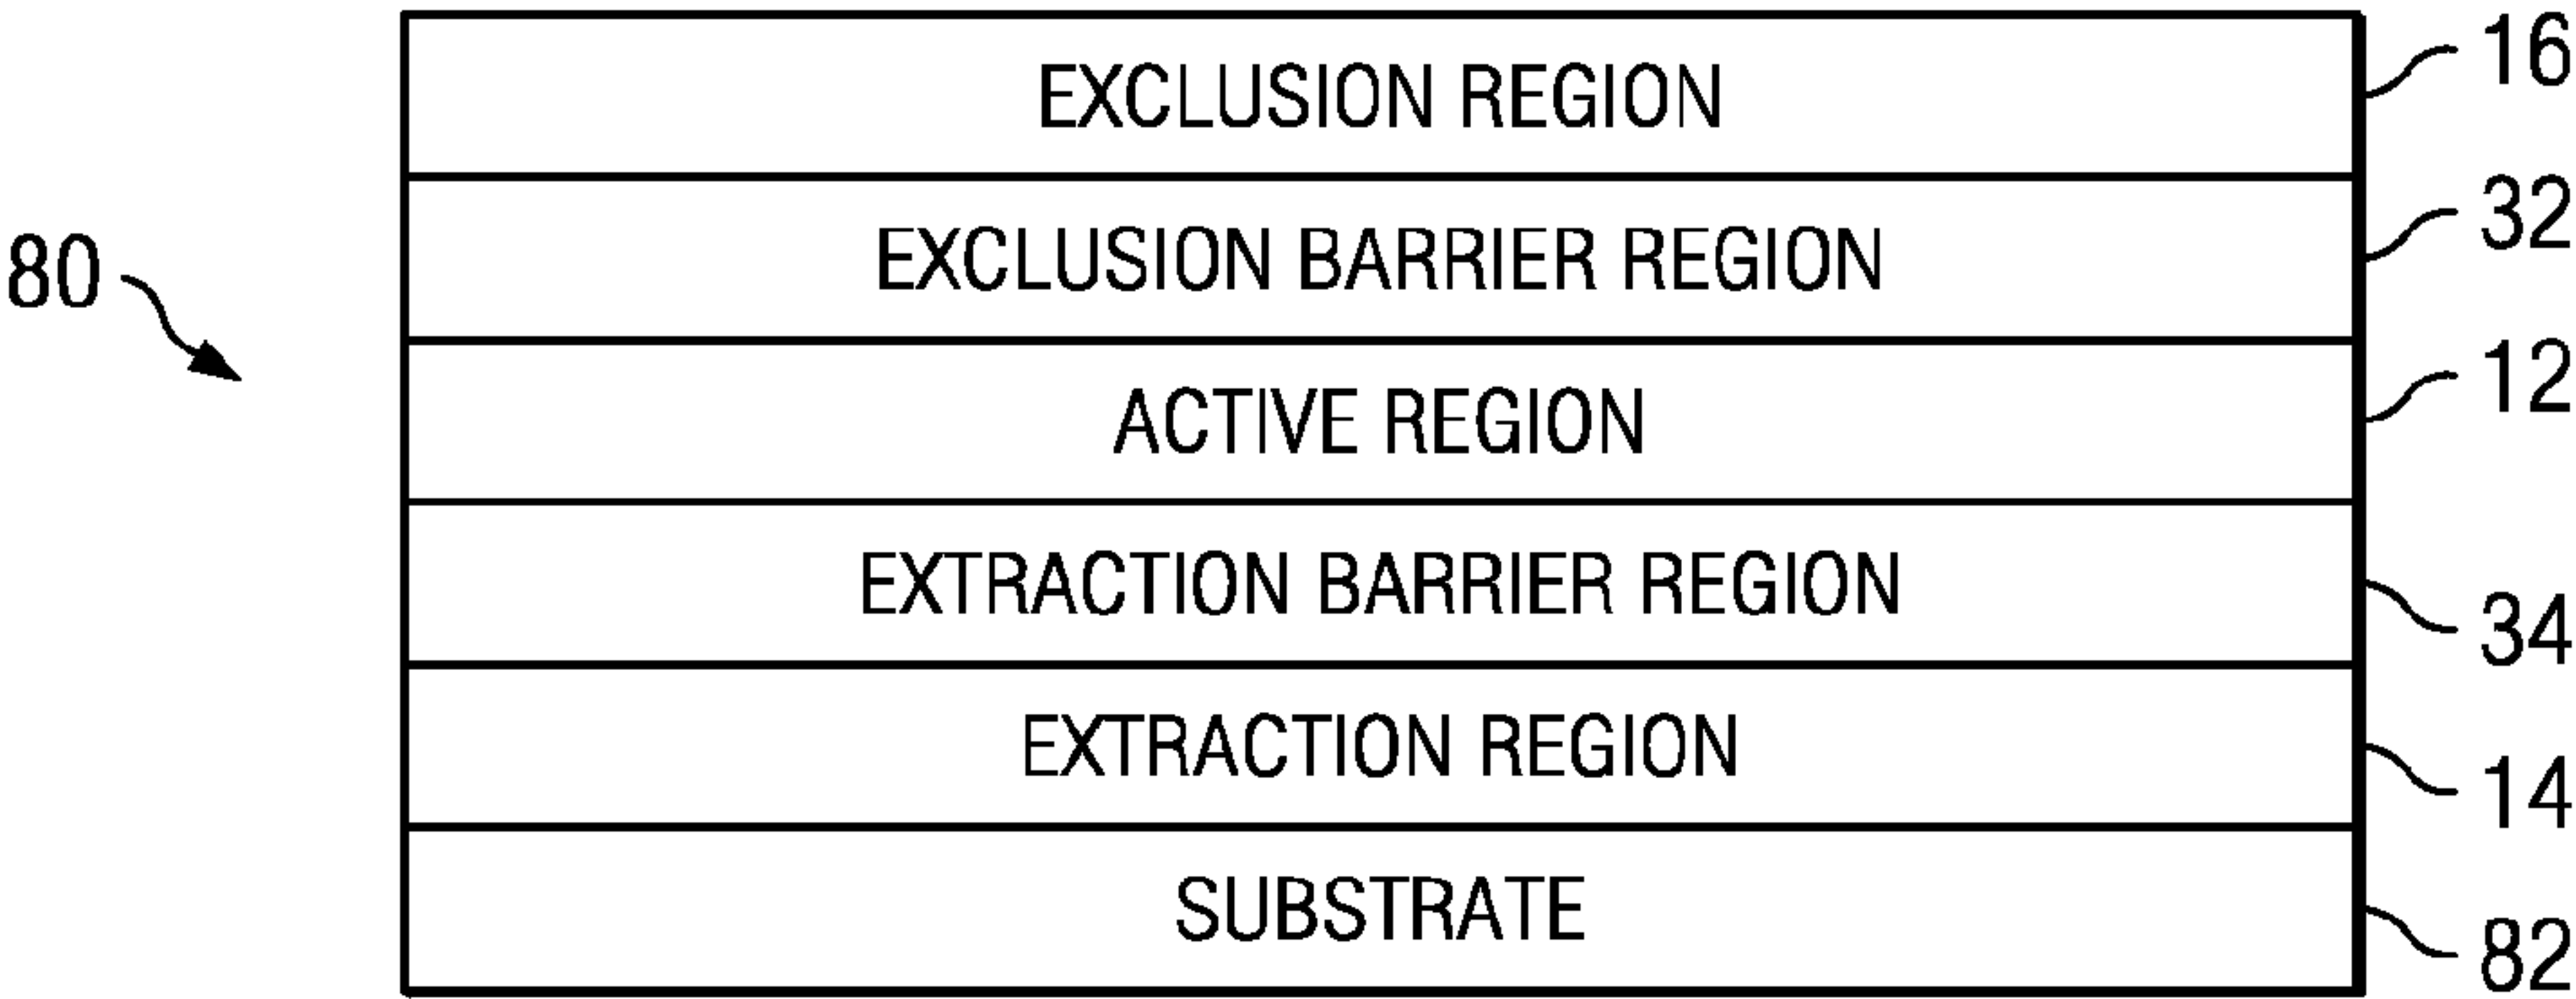 EXCLUSION REGION 16
EXCLUSION BARRIER REGION 32
80
ACTIVE REGION 12
EXTRACTION BARRIER REGION 34
EXTRACTION REGION 14
SUBSTRATE 82